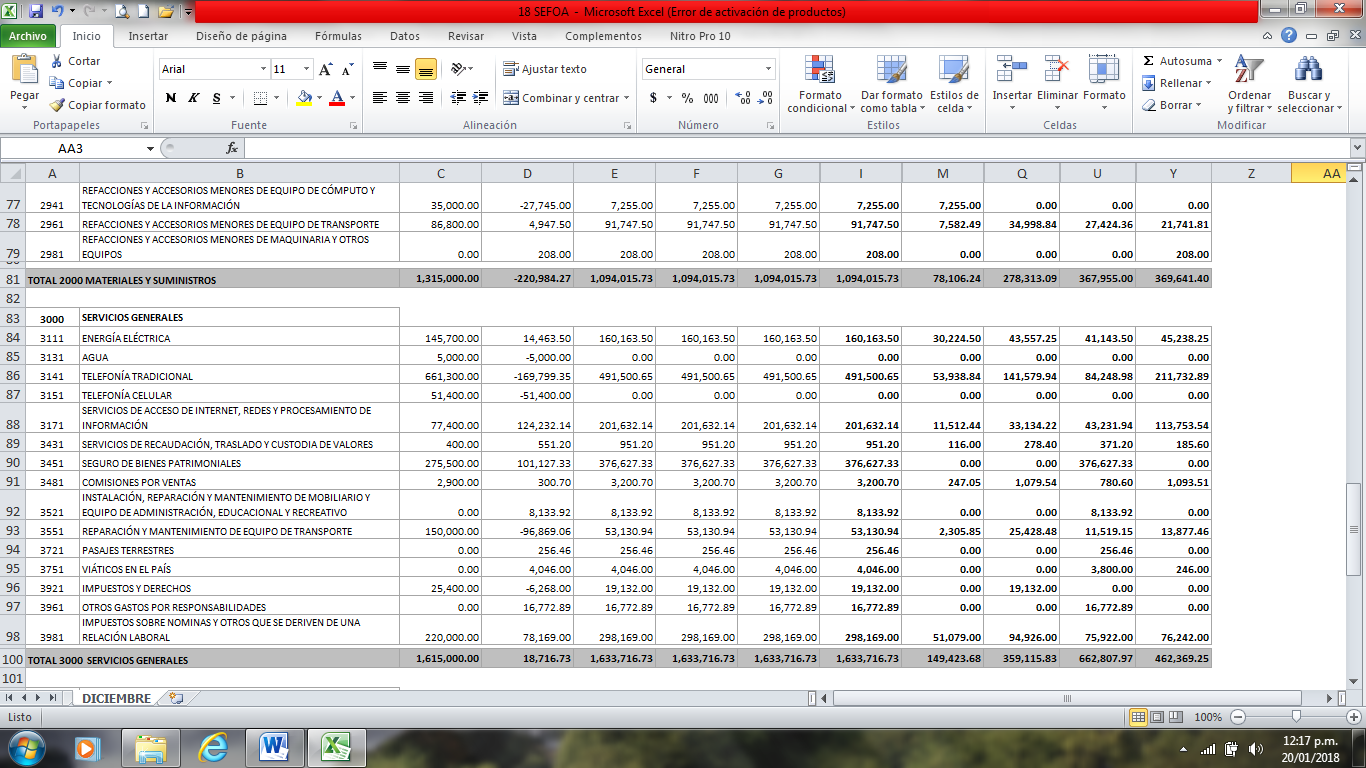 18 SEFOA - Microsoft Excel (Error de activación de productos)
Archivo Inicio Insertar Diseño de página Fórmulas Datos Revisar Vista Complementos Nitro Pro 10
Pegar
Cortar
Copiar
Copiar formato
Portapapeles
Arial 11
N K S
Fuente
Ajustar texto
Combinar y centrar
Alineación
General
$ % 000
Número
Formato condicional
Dar formato como tabla
Estilos de celda
Estilos
Insertar Eliminar Formato
Celdas
Autosuma
Rellenar
Borrar
Ordenar y filtrar
Buscar y seleccionar
Modificar
AA3 fx
A B C D E F G I M Q U Y Z AA
REFACCIONES Y ACCESORIOS MENORES DE EQUIPO DE CÓMPUTO Y
77 2941 TECNOLOGÍAS DE LA INFORMACIÓN 35,000.00 -27,745.00 7,255.00 7,255.00 7,255.00 7,255.00 7,255.00 0.00 0.00 0.00
78 2961 REFACCIONES Y ACCESORIOS MENORES DE EQUIPO DE TRANSPORTE 86,800.00 4,947.50 91,747.50 91,747.50 91,747.50 91,747.50 7,582.49 34,998.84 27,424.36 21,741.81
REFACCIONES Y ACCESORIOS MENORES DE MAQUINARIA Y OTROS
79 2981 EQUIPOS 0.00 208.00 208.00 208.00 208.00 208.00 0.00 0.00 0.00 208.00
81 TOTAL 2000 MATERIALES Y SUMINISTROS 1,315,000.00 -220,984.27 1,094,015.73 1,094,015.73 1,094,015.73 1,094,015.73 78,106.24 278,313.09 367,955.00 369,641.40
82
83 3000 SERVICIOS GENERALES
84 3111 ENERGÍA ELÉCTRICA 145,700.00 14,463.50 160,163.50 160,163.50 160,163.50 160,163.50 30,224.50 43,557.25 41,143.50 45,238.25
85 3131 AGUA 5,000.00 -5,000.00 0.00 0.00 0.00 0.00 0.00 0.00 0.00 0.00
86 3141 TELEFONÍA TRADICIONAL 661,300.00 -169,799.35 491,500.65 491,500.65 491,500.65 491,500.65 53,938.84 141,579.94 84,248.98 211,732.89
87 3151 TELEFONÍA CELULAR 51,400.00 -51,400.00 0.00 0.00 0.00 0.00 0.00 0.00 0.00 0.00
SERVICIOS DE ACCESO DE INTERNET, REDES Y PROCESAMIENTO DE
88 3171 INFORMACIÓN 77,400.00 124,232.14 201,632.14 201,632.14 201,632.14 201,632.14 11,512.44 33,134.22 43,231.94 113,753.54
89 3431 SERVICIOS DE RECAUDACIÓN, TRASLADO Y CUSTODIA DE VALORES 400.00 551.20 951.20 951.20 951.20 951.20 116.00 278.40 371.20 185.60
90 3451 SEGURO DE BIENES PATRIMONIALES 275,500.00 101,127.33 376,627.33 376,627.33 376,627.33 376,627.33 0.00 0.00 376,627.33 0.00
91 3481 COMISIONES POR VENTAS 2,900.00 300.70 3,200.70 3,200.70 3,200.70 3,200.70 247.05 1,079.54 780.60 1,093.51
INSTALACIÓN, REPARACIÓN Y MANTENIMIENTO DE MOBILIARIO Y
92 3521 EQUIPO DE ADMINISTRACIÓN, EDUCACIONAL Y RECREATIVO 0.00 8,133.92 8,133.92 8,133.92 8,133.92 8,133.92 0.00 0.00 8,133.92 0.00
93 3551 REPARACIÓN Y MANTENIMIENTO DE EQUIPO DE TRANSPORTE 150,000.00 -96,869.06 53,130.94 53,130.94 53,130.94 53,130.94 2,305.85 25,428.48 11,519.15 13,877.46
94 3721 PASAJES TERRESTRES 0.00 256.46 256.46 256.46 256.46 256.46 0.00 0.00 256.46 0.00
95 3751 VIÁTICOS EN EL PAÍS 0.00 4,046.00 4,046.00 4,046.00 4,046.00 4,046.00 0.00 0.00 3,800.00 246.00
96 3921 IMPUESTOS Y DERECHOS 25,400.00 -6,268.00 19,132.00 19,132.00 19,132.00 19,132.00 0.00 19,132.00 0.00 0.00
97 3961 OTROS GASTOS POR RESPONSABILIDADES 0.00 16,772.89 16,772.89 16,772.89 16,772.89 16,772.89 0.00 0.00 16,772.89 0.00
IMPUESTOS SOBRE NOMINAS Y OTROS QUE SE DERIVEN DE UNA
98 3981 RELACIÓN LABORAL 220,000.00 78,169.00 298,169.00 298,169.00 298,169.00 298,169.00 51,079.00 94,926.00 75,922.00 76,242.00
100 TOTAL 3000 SERVICIOS GENERALES 1,615,000.00 18,716.73 1,633,716.73 1,633,716.73 1,633,716.73 1,633,716.73 149,423.68 359,115.83 662,807.97 462,369.25
101
DICIEMBRE
Listo 100%
12:17 p.m.
20/01/2018